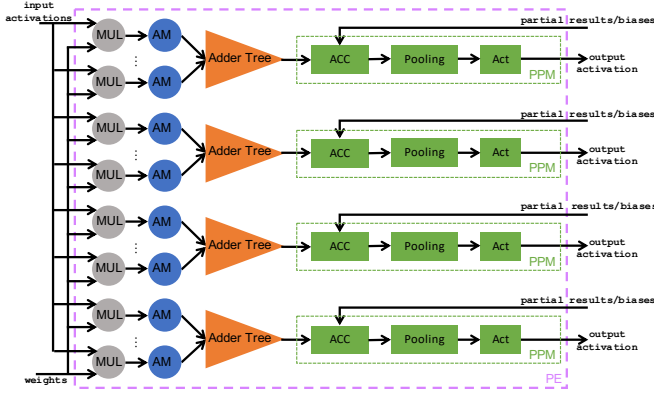 input
activations
partial results/biases
MUL
AM
⋮
MUL
AM
Adder Tree
ACC
Pooling
Act
PPM
output
activation
partial results/biases
MUL
AM
⋮
MUL
AM
Adder Tree
ACC
Pooling
Act
PPM
output
activation
partial results/biases
MUL
AM
⋮
MUL
AM
Adder Tree
ACC
Pooling
Act
PPM
output
activation
partial results/biases
MUL
AM
⋮
MUL
AM
Adder Tree
ACC
Pooling
Act
PPM
output
activation
weights
PE